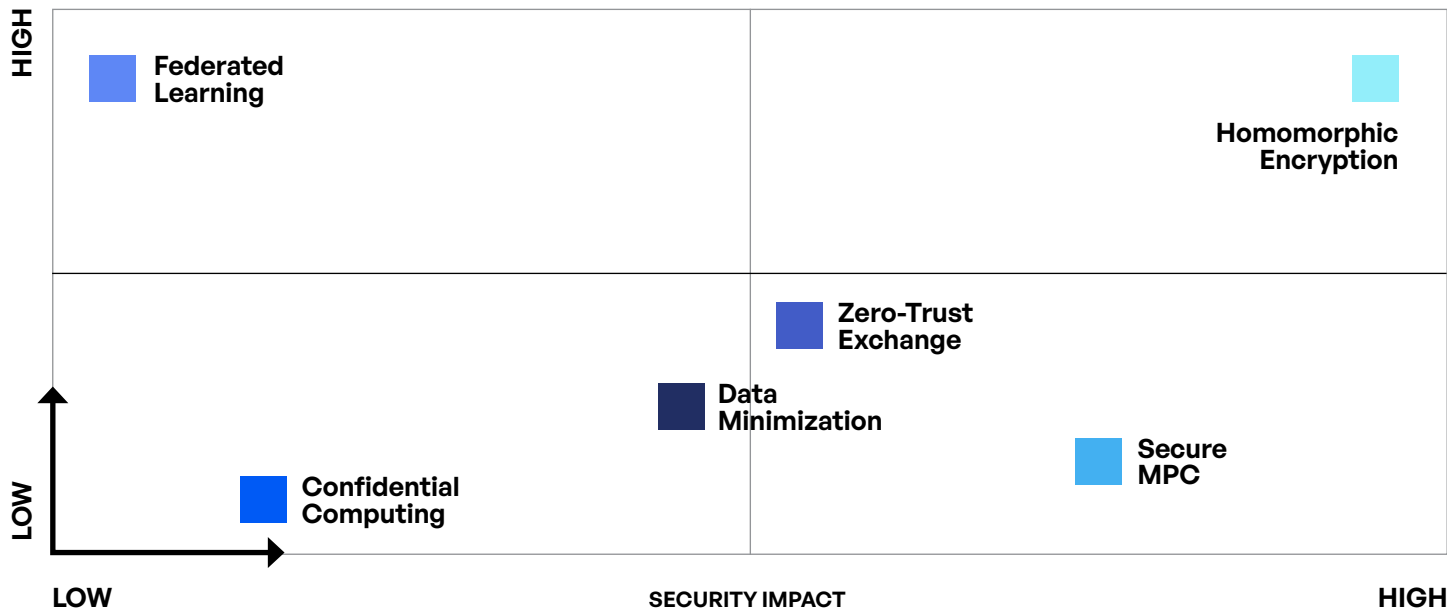 HIGH
Federated
Learning
Homomorphic
Encryption
Zero-Trust
Exchange
Data
Minimization
Secure
MPC
Confidential
Computing
LOW
LOW
SECURITY IMPACT
HIGH